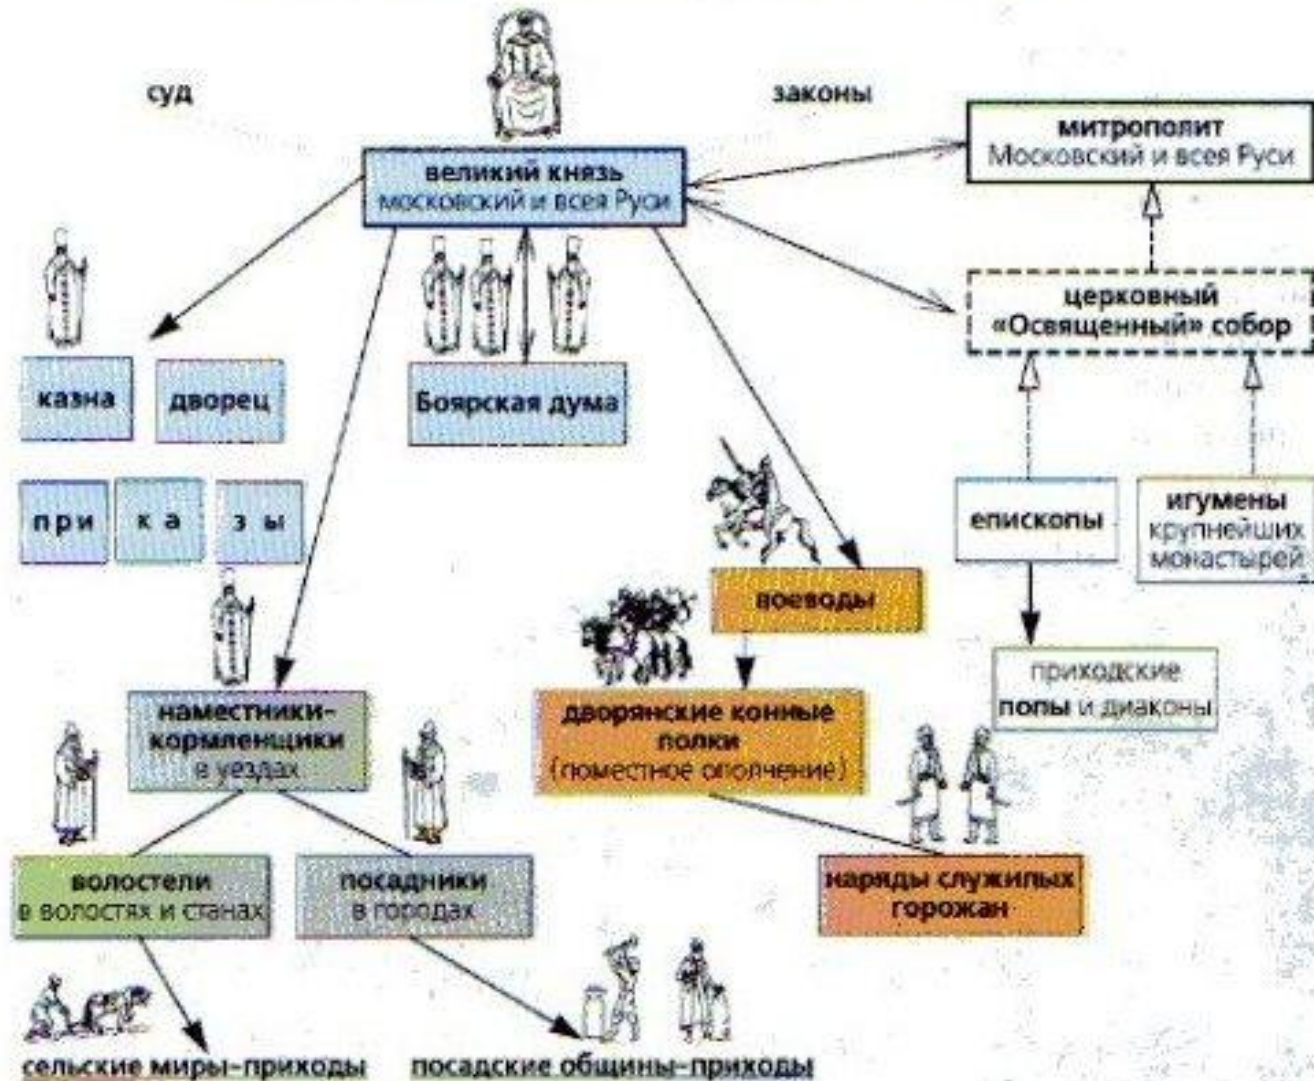 суд
законы
великий князь
московский и всея Руси
митрополит
Московский и всея Руси
церковный
«Освященный» собор
казна
дворец
Боярская дума
при ка зы
епископы
игумены
крупнейших
монастырей
воеводы
приходские
попы и диаконы
наместники-
кормленщики
в уездах
дворянские конные
полки
(поместное ополчение)
волостели
в волостях и станах
посадники
в городах
наряды служилых
горожан
сельские миры-приходы
посадские общины-приходы